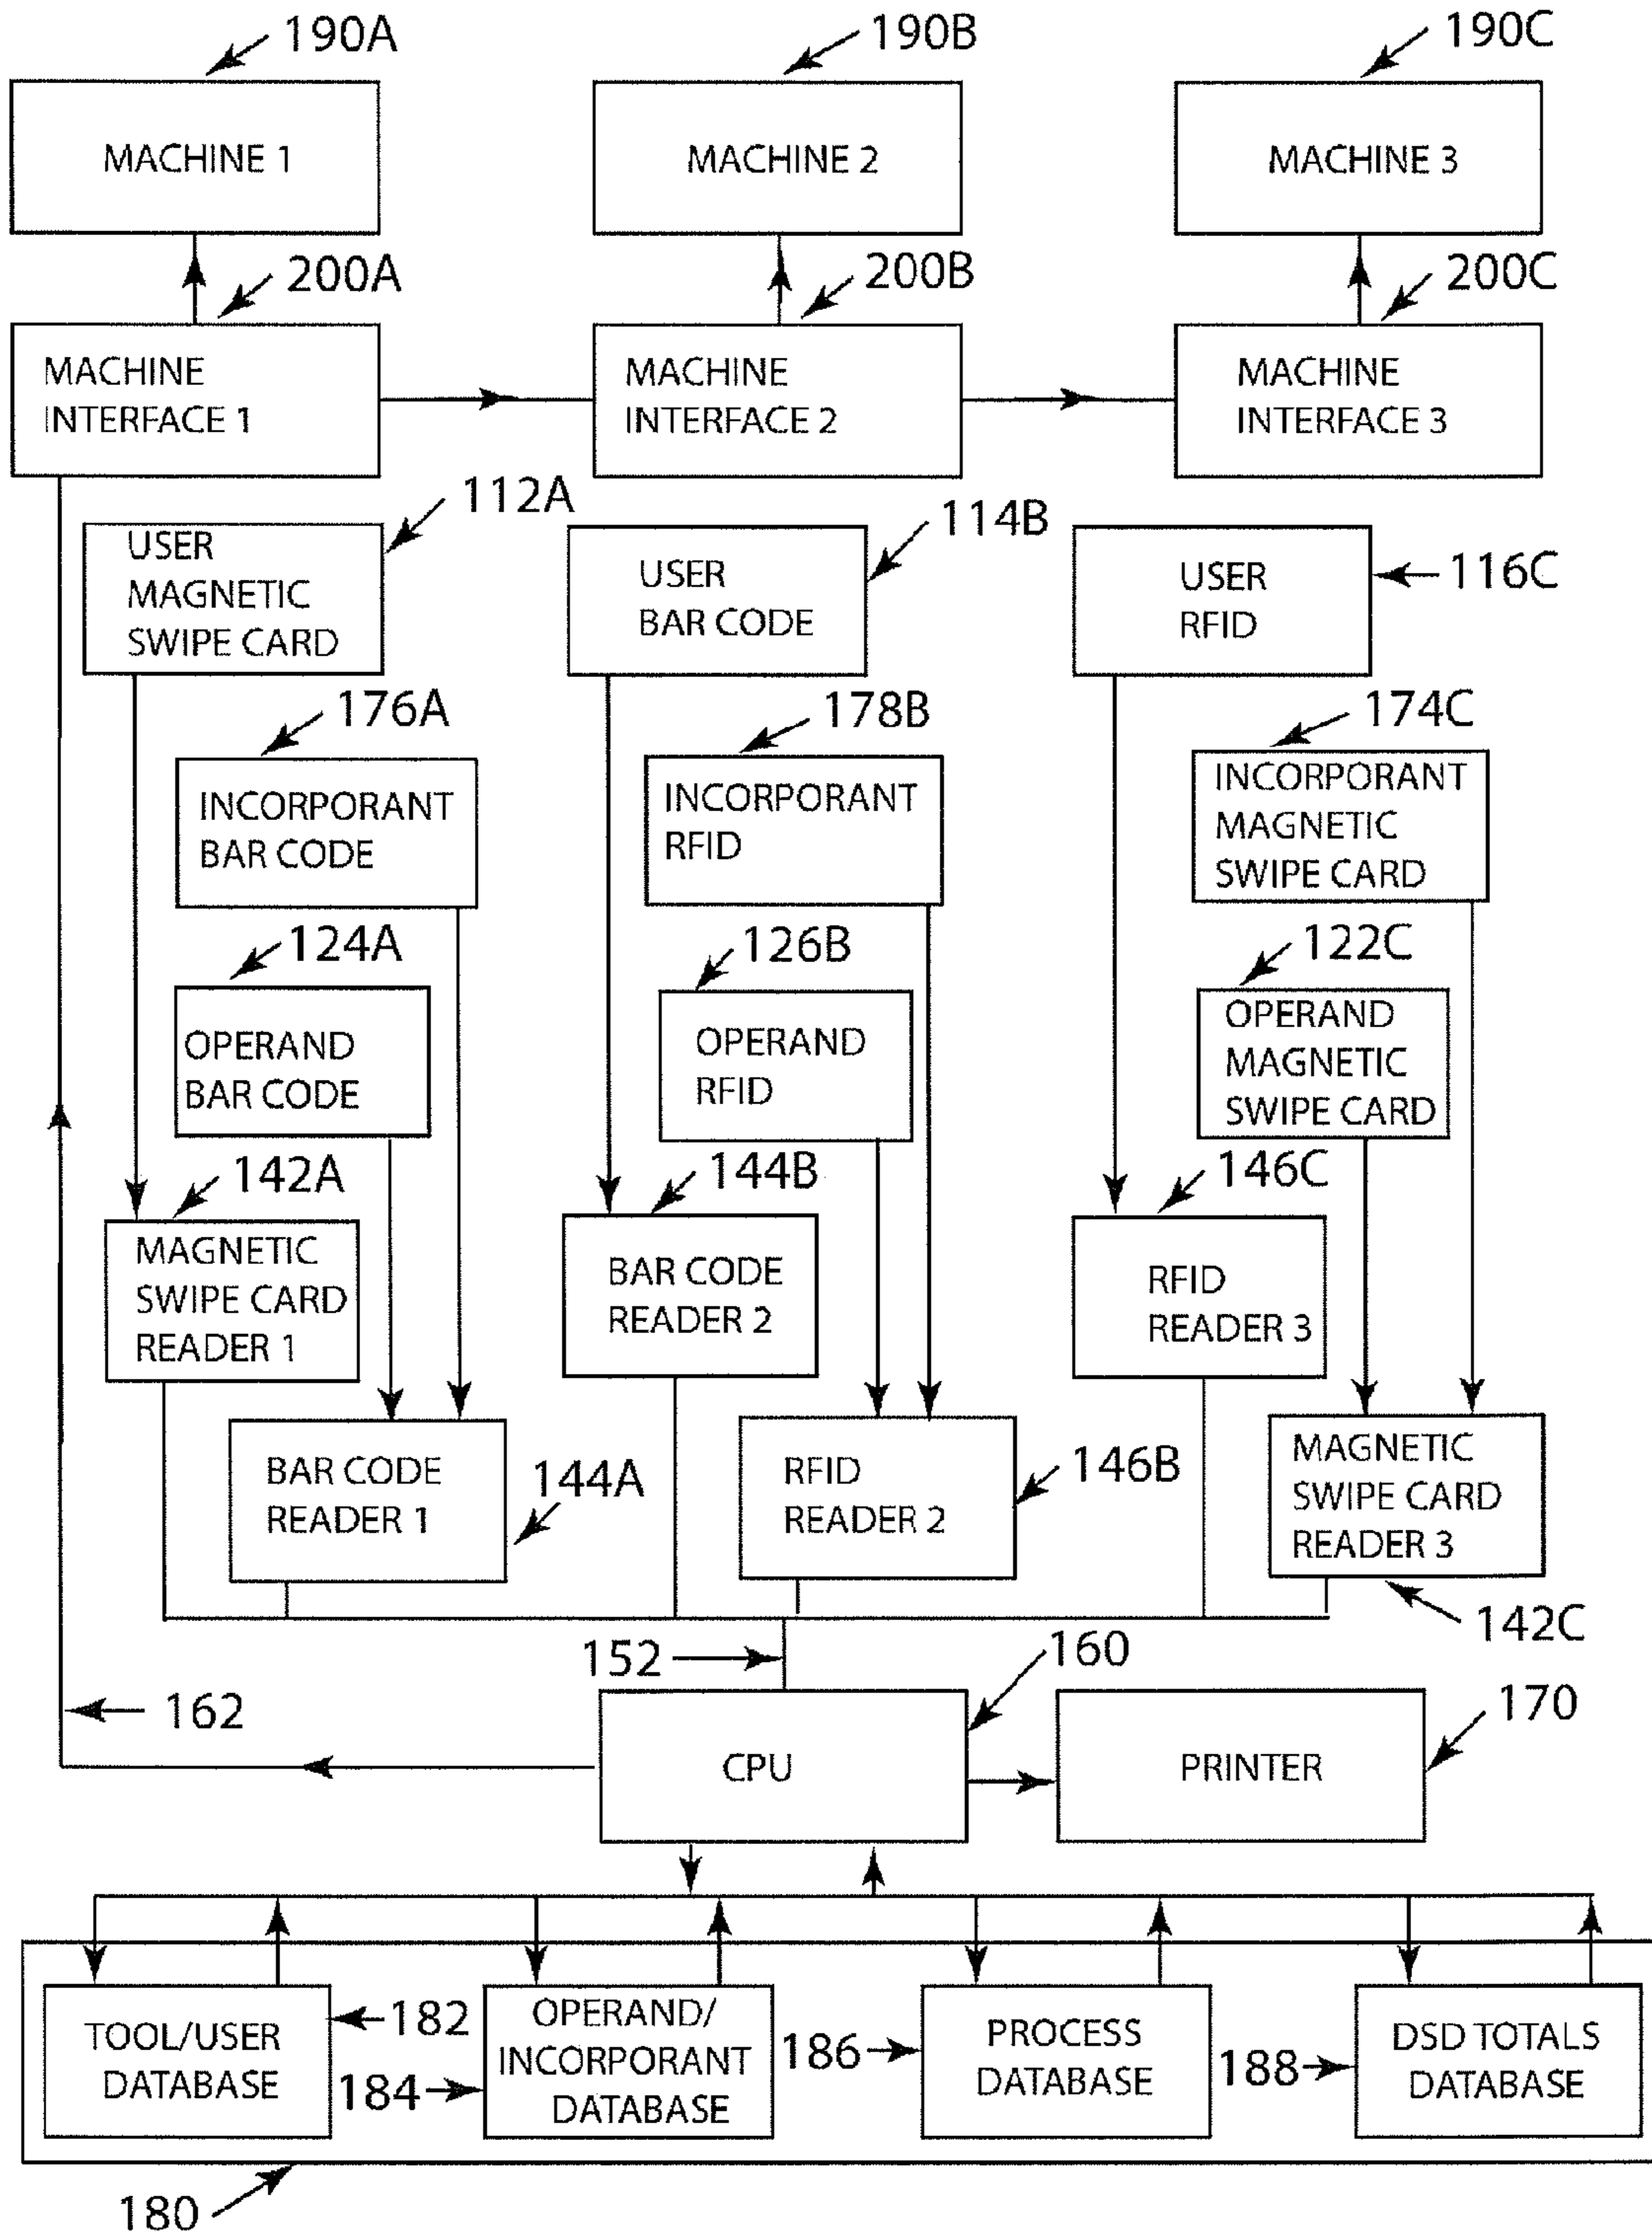 190A
190B
190C
MACHINE 1
MACHINE 2
MACHINE 3
200A
200B
200C
MACHINE
INTERFACE 1
MACHINE
INTERFACE 2
MACHINE
INTERFACE 3
112A
114B
116C
USER
MAGNETIC
SWIPE CARD
USER
BAR CODE
USER
RFID
176A
178B
174C
INCORPORANT
BAR CODE
INCORPORANT
RFID
INCORPORANT
MAGNETIC
SWIPE CARD
124A
126B
122C
OPERAND
BAR CODE
OPERAND
RFID
OPERAND
MAGNETIC
SWIPE CARD
142A
144B
146C
MAGNETIC
SWIPE CARD
READER 1
BAR CODE
READER 2
RFID
READER 3
BAR CODE
READER 1
144A
RFID
READER 2
146B
MAGNETIC
SWIPE CARD
READER 3
142C
152
160
162
170
CPU
PRINTER
TOOL/USER
DATABASE
182
184
OPERAND/
INCORPORANT
DATABASE
186
PROCESS
DATABASE
188
DSD TOTALS
DATABASE
180